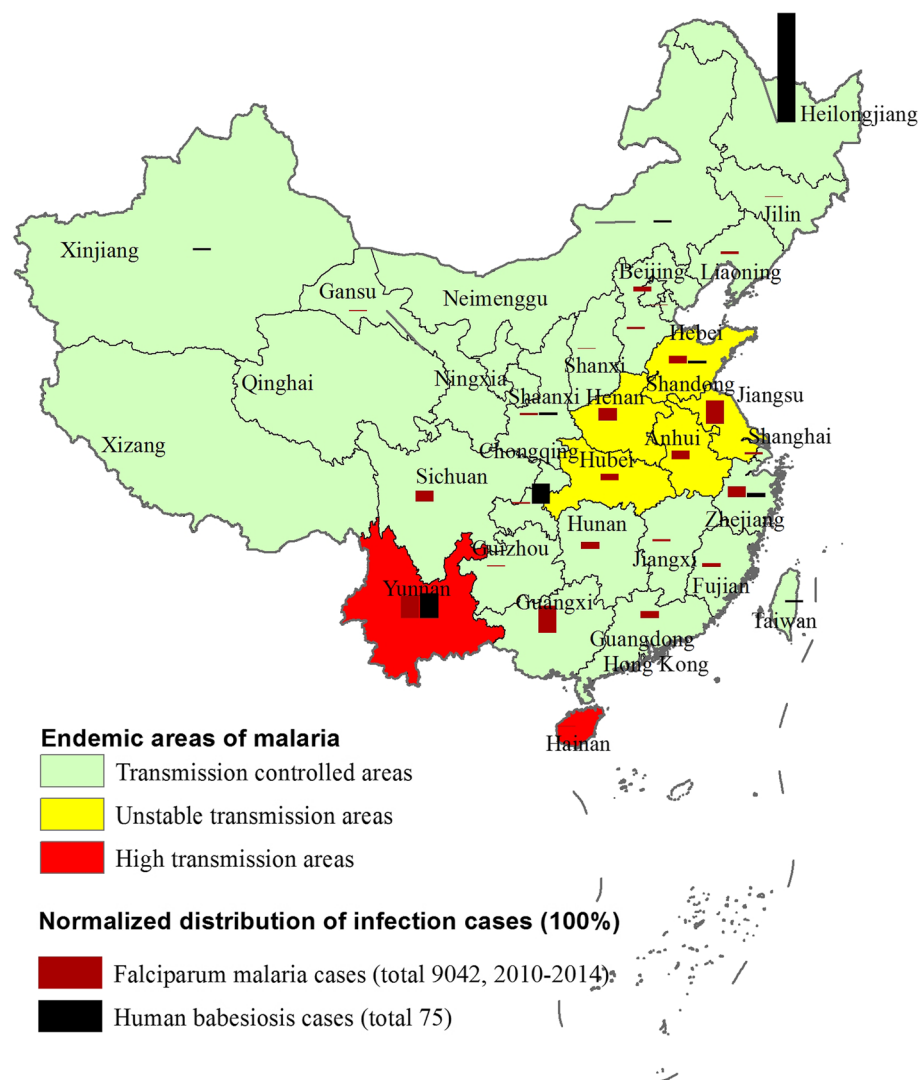 Heilongjiang
Jilin
Xinjiang
Beijing
Liaoning
Gansu
Neimenggu
Hebei
Shanxi
Qinghai
Ningxia
Shandong
Shaanxi
Henan
Jiangsu
Xizang
Anhui
Shanghai
Chongqing
Hubei
Sichuan
Zhejiang
Hunan
Guizhou
Jiangxi
Yunnan
Fujian
Guangxi
Taiwan
Guangdong
Hong Kong
Hainan
Endemic areas of malaria
Transmission controlled areas
Unstable transmission areas
High transmission areas
Normalized distribution of infection cases (100%)
Falciparum malaria cases (total 9042, 2010-2014)
Human babesiosis cases (total 75)